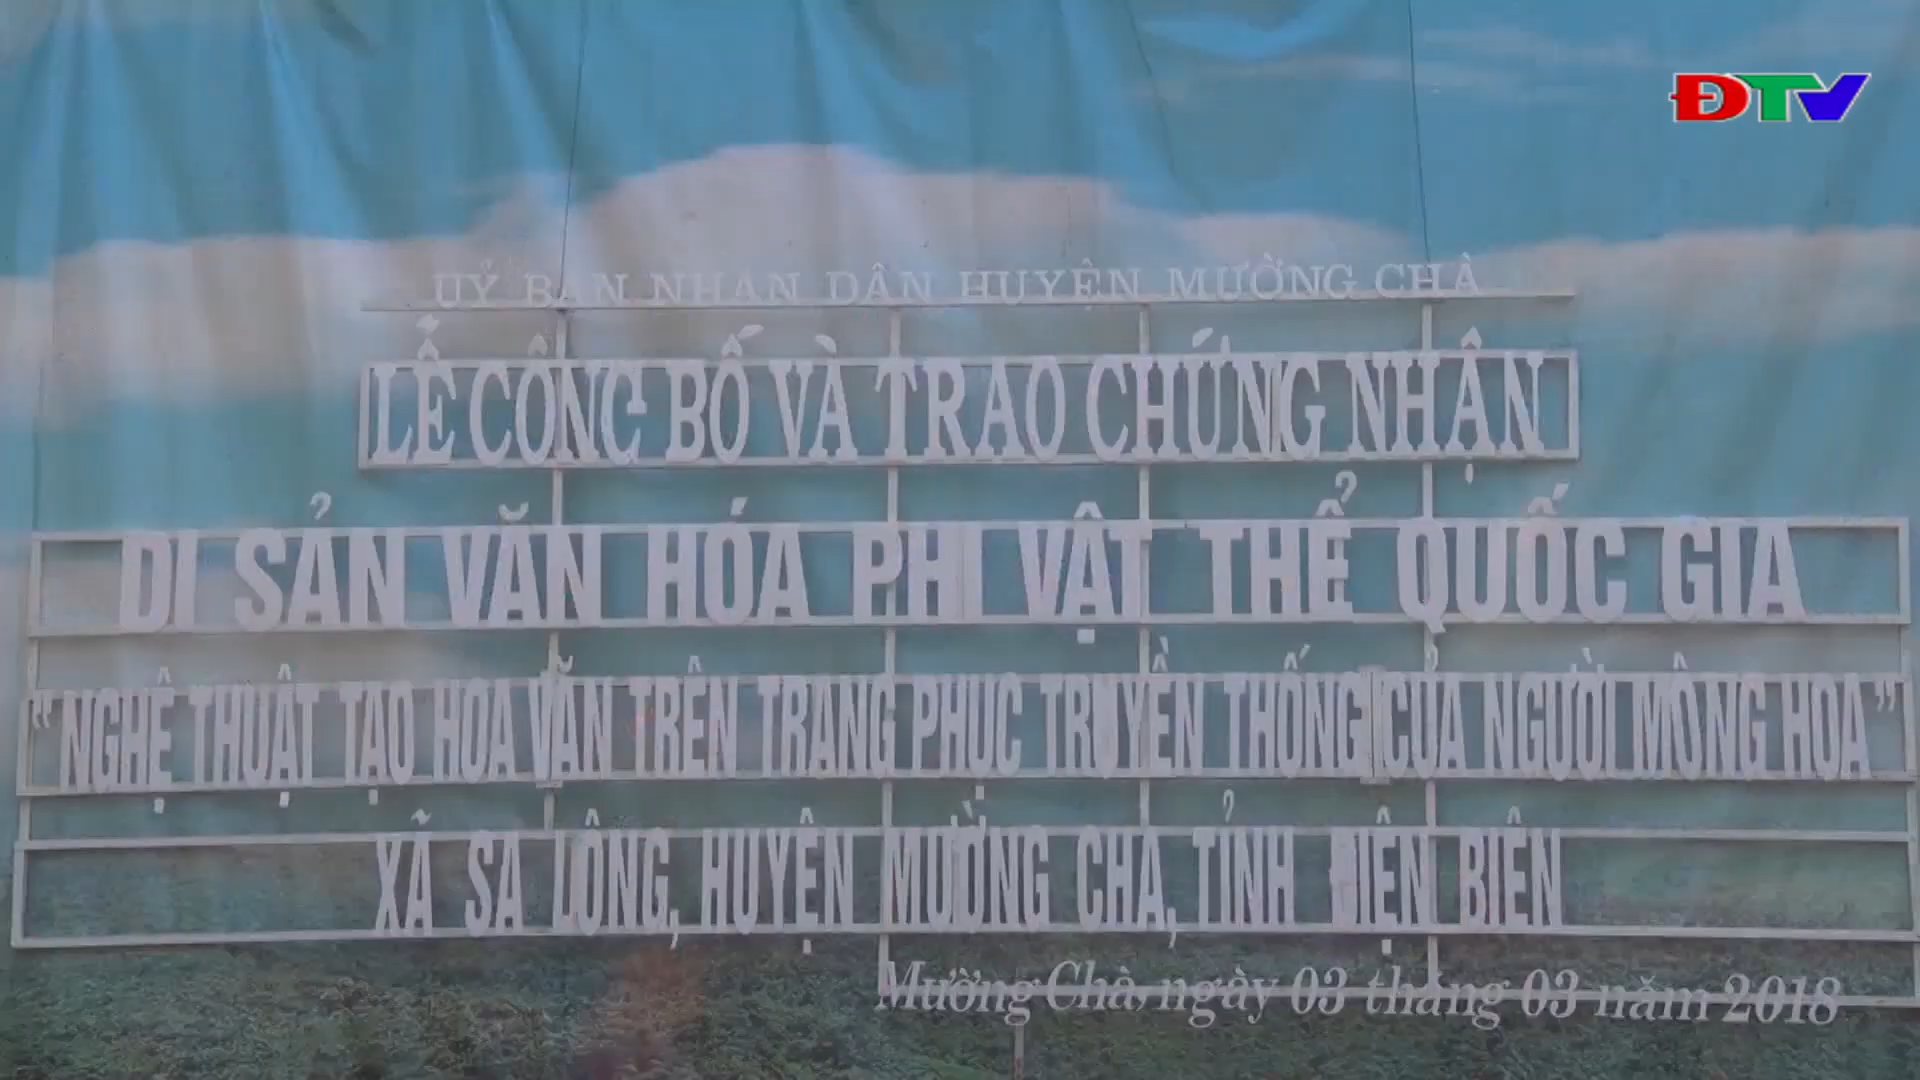 ĐTV
UỶ BAN NHAN DÂN HUYỆN MƯỜNG CHÀ
LỄ CÔNG BỐ VÀ TRAO CHỨNG NHẬN
DI SẢN VĂN HÓA PHI VẬT THỂ QUỐC GIA
"NGHỆ THUẬT TẠO HOA VĂN TRÊN TRANG PHỤC TRUYỀN THỐNG CỦA NGƯỜI MÔNG HOA"
XÃ SA LÔNG, HUYỆN MƯỜNG CHÀ, TỈNH ĐIỆN BIÊN
Mường Chà, ngày 03 tháng 03 năm 2018